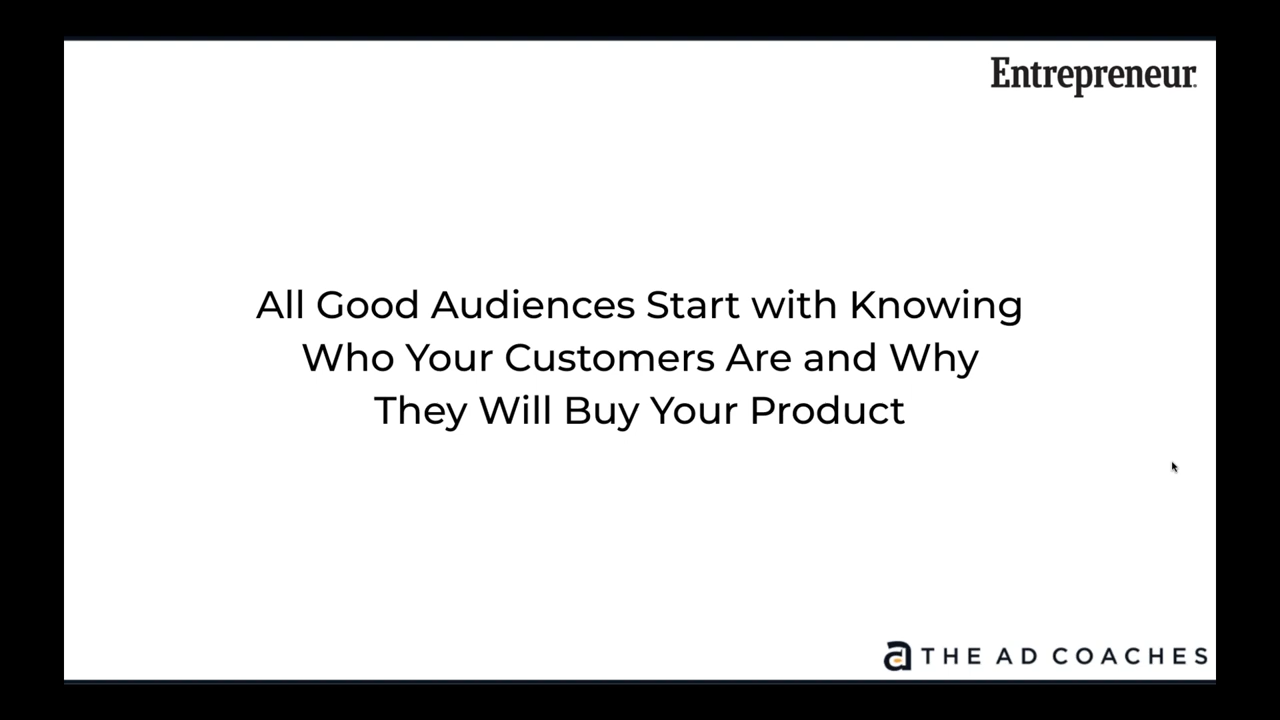 Entrepreneur.
All Good Audiences Start with Knowing
Who Your Customers Are and Why
They Will Buy Your Product
a THE AD COACHES